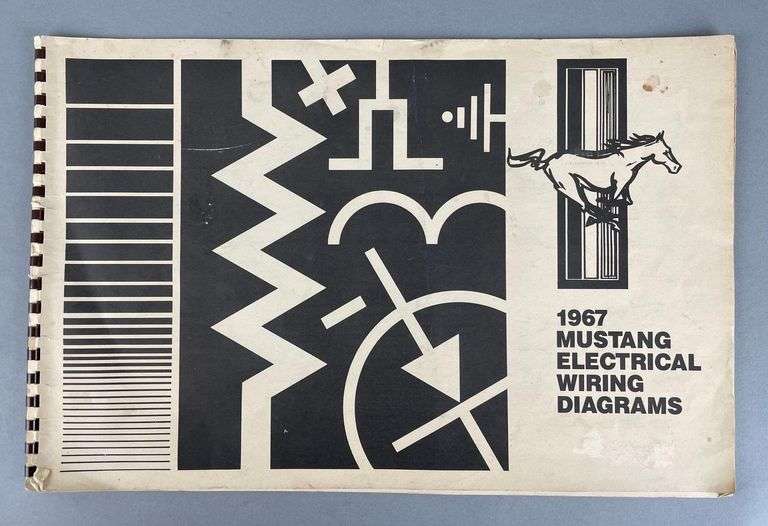 1967
MUSTANG
ELECTRICAL
WIRING
DIAGRAMS